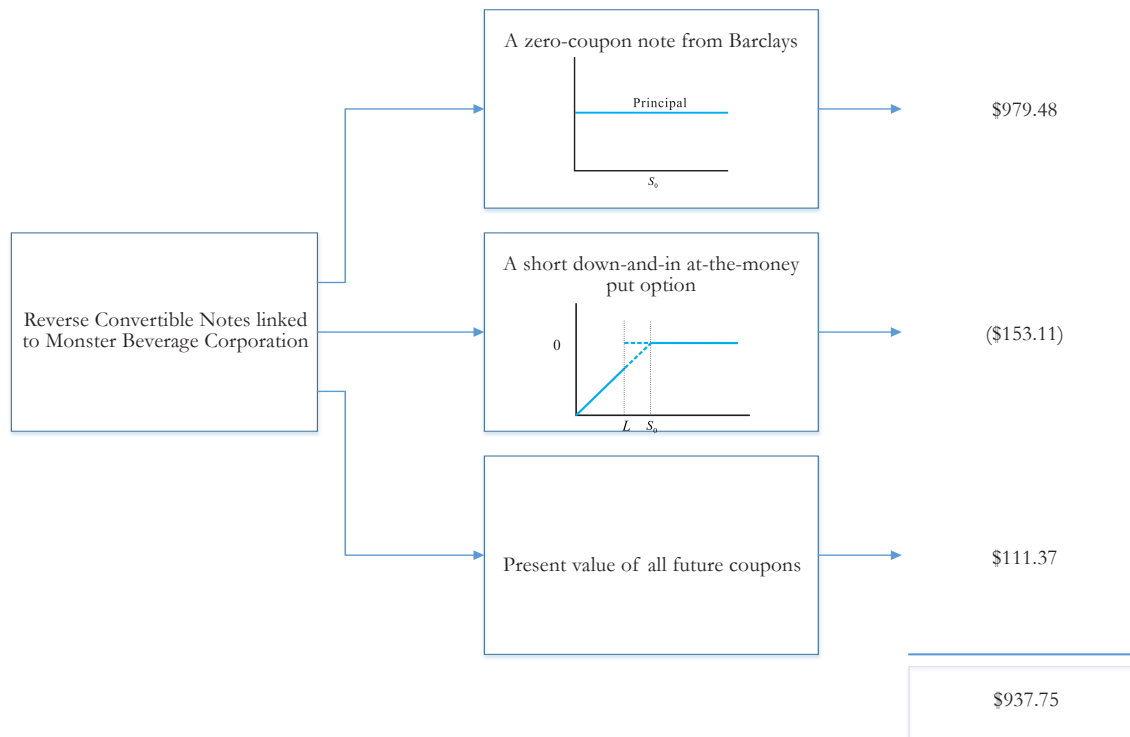 A zero-coupon note from Barclays
Principal
S₀
$979.48
Reverse Convertible Notes linked
to Monster Beverage Corporation
A short down-and-in at-the-money
put option
0
L S₀
($153.11)
Present value of all future coupons
$111.37
$937.75